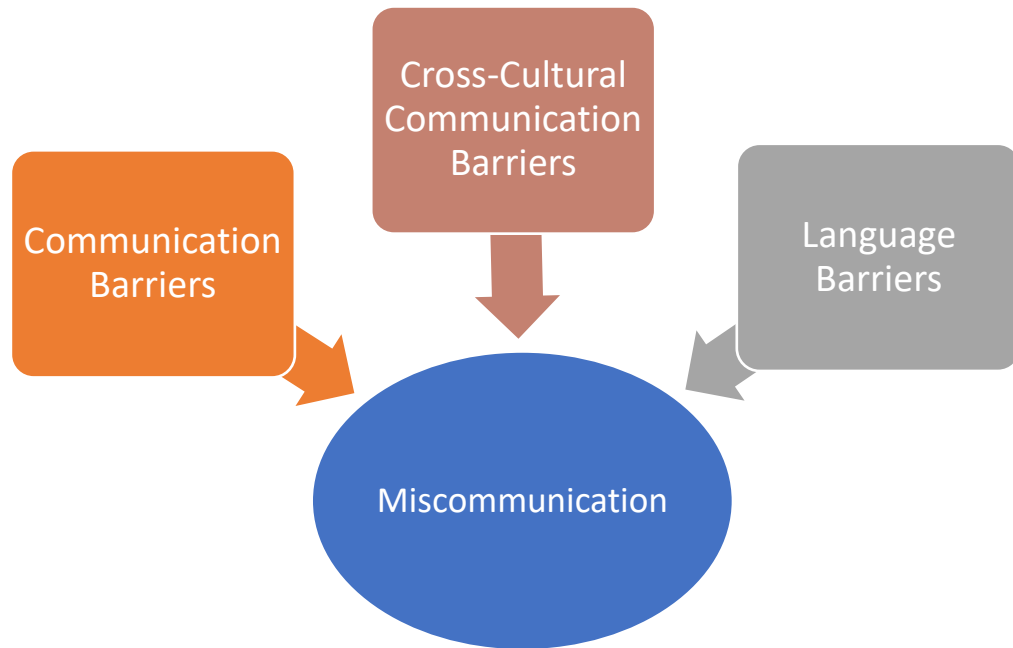 Cross-Cultural
Communication
Barriers
Communication
Barriers
Language
Barriers
Miscommunication